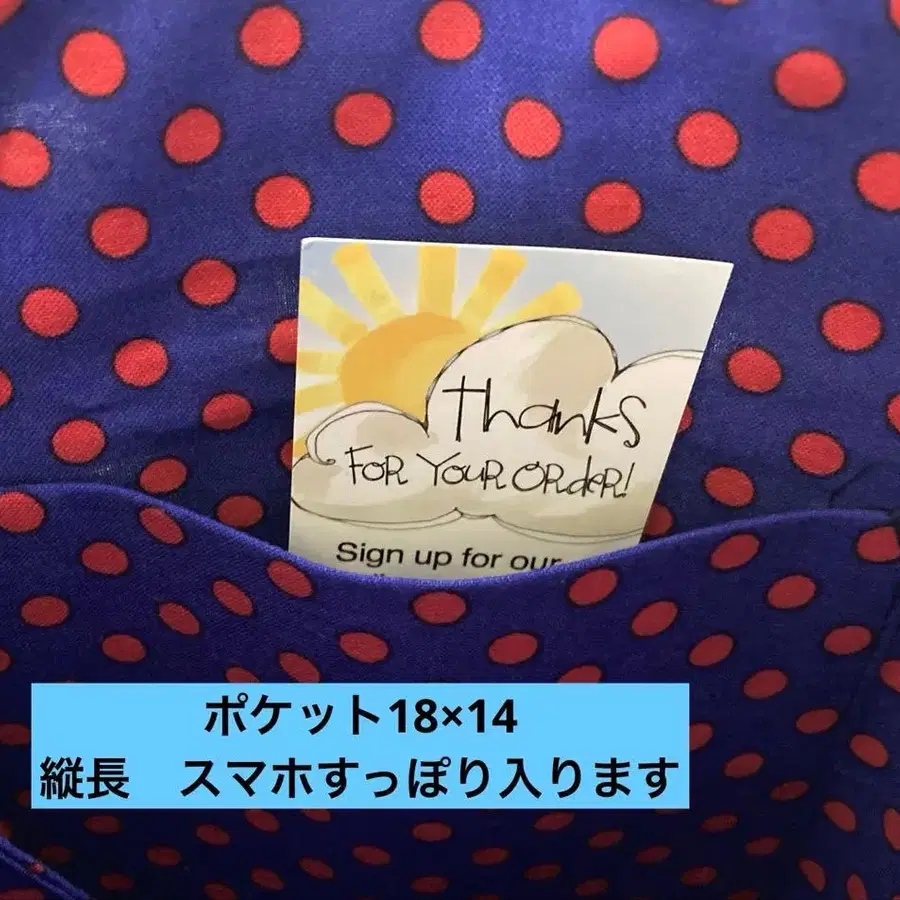 Thanks
FOR YOUR ORdeR!
Sign up for our
ポケット18×14
縦長　スマホすっぽり入ります